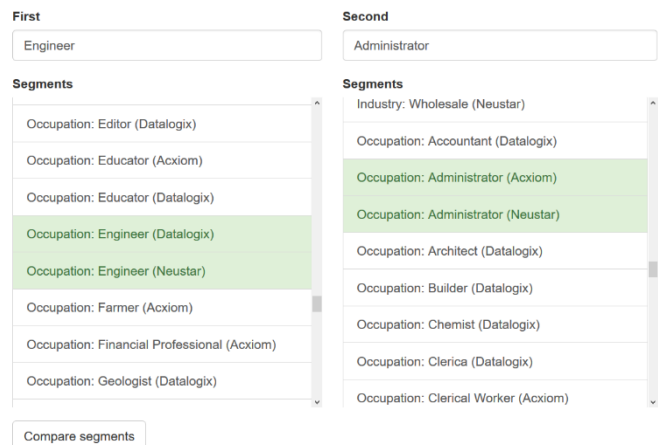 First
Engineer
Segments
Occupation: Editor (Datalogix)
Occupation: Educator (Acxiom)
Occupation: Educator (Datalogix)
Occupation: Engineer (Datalogix)
Occupation: Engineer (Neustar)
Occupation: Farmer (Acxiom)
Occupation: Financial Professional (Acxiom)
Occupation: Geologist (Datalogix)
Compare segments
Second
Administrator
Segments
Industry: Wholesale (Neustar)
Occupation: Accountant (Datalogix)
Occupation: Administrator (Acxiom)
Occupation: Administrator (Neustar)
Occupation: Architect (Datalogix)
Occupation: Builder (Datalogix)
Occupation: Chemist (Datalogix)
Occupation: Clerica (Datalogix)
Occupation: Clerical Worker (Acxiom)